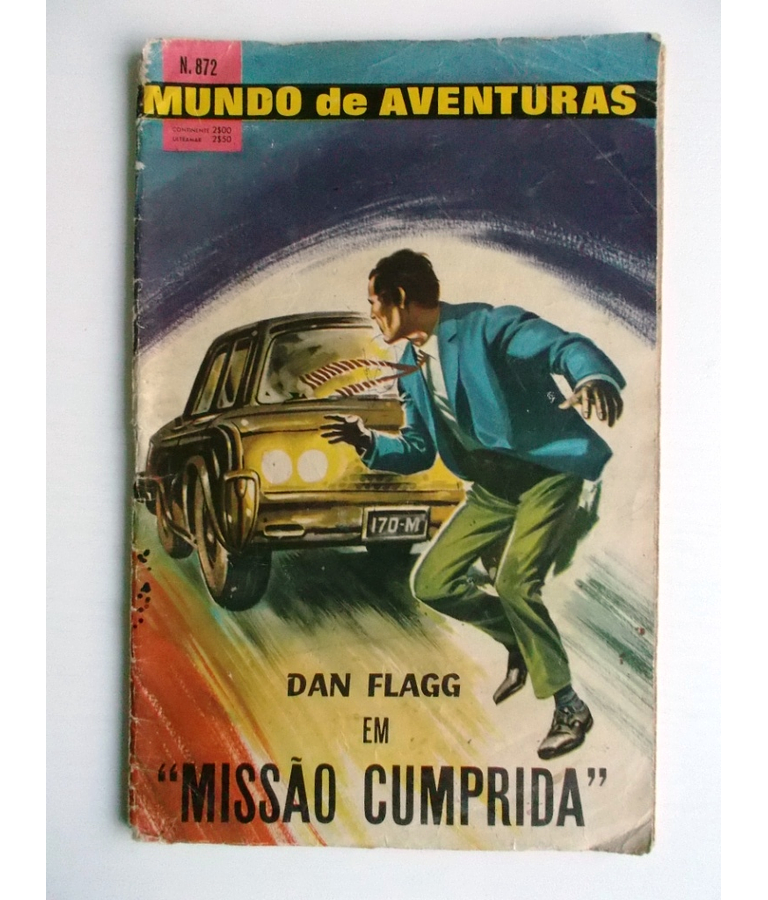 N. 872
MUNDO de AVENTURAS
CONTINENTE 2$00
ULTRAMAR 2$50
170-M
DAN FLAGG
EM
"MISSÃO CUMPRIDA"